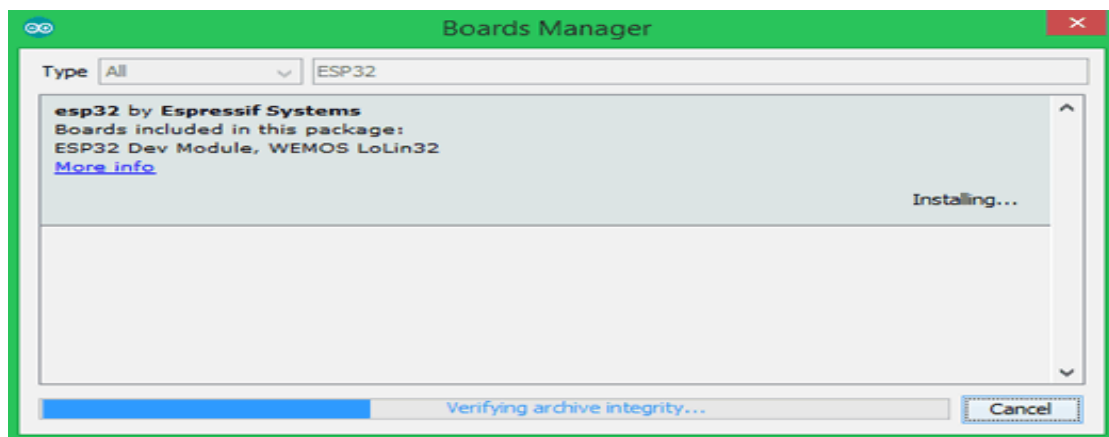 Boards Manager
Type All ESP32
esp32 by Espressif Systems
Boards included in this package:
ESP32 Dev Module, WEMOS LoLin32
More info
Installing...
Verifying archive integrity...
Cancel